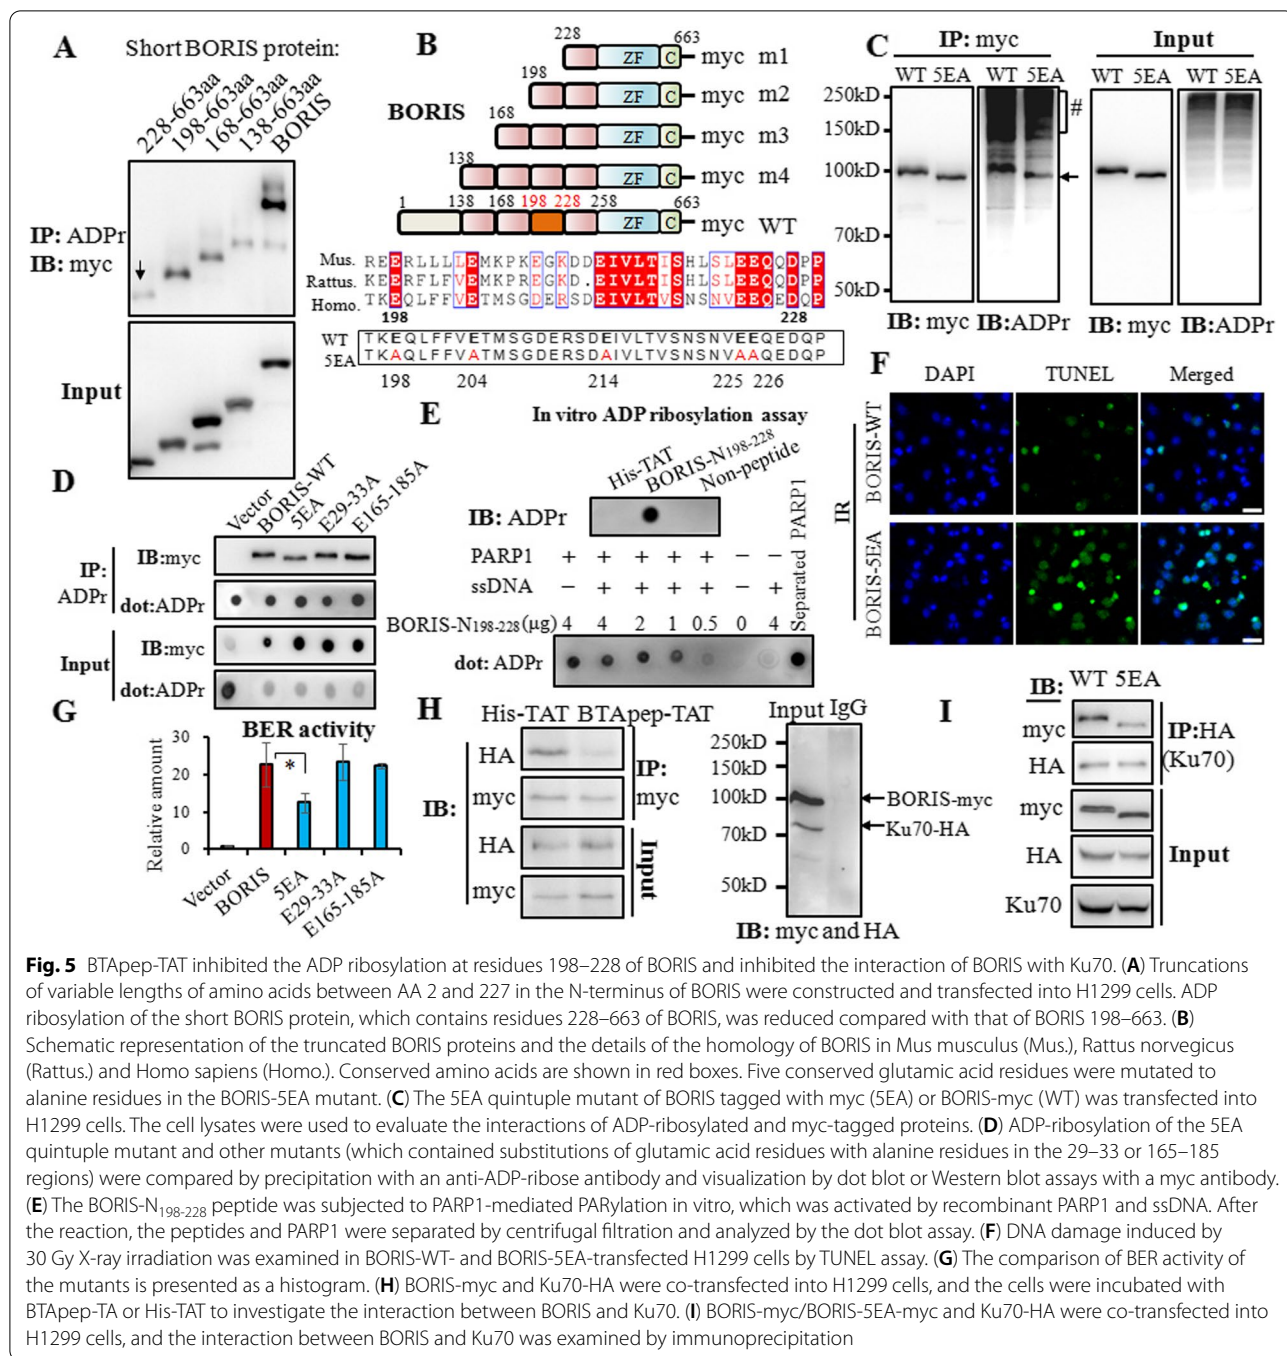 A
Short BORIS protein:
228-663aa
198-663aa
168-663aa
138-663aa
BORIS
IP: ADPr
IB: myc
Input
B
BORIS
228 663
ZF C myc m1
198
ZF C myc m2
168
ZF C myc m3
138
ZF C myc m4
1 138 168 198 228 258 663
ZF C myc WT
Mus. REERLLLLEMKPKEGKDDEIVLTISHLSLEEQQDPP
Rattus. KEERFLFVEMKPREGKD.EIVLTISNLSVEEQQDQP
Homo. TKEQLFFVETMSGDERSDEIVLTVSNSNVEEQEDQP
198 228
WT TKEQLFFVETMSGDERSDEIVLTVSNSNVEEQEDQP
5EA TKAQLFFVATMSGDERSDAIVLTVSNSNVAAQEDQP
198 204 214 225 226
C
IP: myc Input
WT 5EA WT 5EA WT 5EA WT 5EA
250kD
150kD
100kD
70kD
50kD
#
IB: myc IB:ADPr IB: myc IB:ADPr
D
Vector
BORIS-WT
5EA
E29-33A
E165-185A
IP:
ADPr
IB:myc
dot:ADPr
Input
IB:myc
dot:ADPr
E
In vitro ADP ribosylation assay
His-TAT
BORIS-N198-228
Non-peptide
IB: ADPr
Separated PARP1
PARP1 + + + + + − −
ssDNA − + + + + − +
BORIS-N198-228(μg) 4 4 2 1 0.5 0 4
dot: ADPr
F
DAPI TUNEL Merged
IR
BORIS-WT
BORIS-5EA
G
BER activity
Relative amount
30
20
10
0
*
Vector
BORIS
5EA
E29-33A
E165-185A
H
His-TAT BTApep-TAT
IB:
HA
myc
IP:
myc
HA
myc
Input
Input IgG
250kD
150kD
100kD
70kD
50kD
BORIS-myc
Ku70-HA
IB: myc and HA
I
IB: WT 5EA
myc
HA
IP:HA
(Ku70)
myc
HA
Ku70
Input
Fig. 5 BTApep-TAT inhibited the ADP ribosylation at residues 198–228 of BORIS and inhibited the interaction of BORIS with Ku70. (A) Truncations
of variable lengths of amino acids between AA 2 and 227 in the N-terminus of BORIS were constructed and transfected into H1299 cells. ADP
ribosylation of the short BORIS protein, which contains residues 228–663 of BORIS, was reduced compared with that of BORIS 198–663. (B)
Schematic representation of the truncated BORIS proteins and the details of the homology of BORIS in Mus musculus (Mus.), Rattus norvegicus
(Rattus.) and Homo sapiens (Homo.). Conserved amino acids are shown in red boxes. Five conserved glutamic acid residues were mutated to
alanine residues in the BORIS-5EA mutant. (C) The 5EA quintuple mutant of BORIS tagged with myc (5EA) or BORIS-myc (WT) was transfected into
H1299 cells. The cell lysates were used to evaluate the interactions of ADP-ribosylated and myc-tagged proteins. (D) ADP-ribosylation of the 5EA
quintuple mutant and other mutants (which contained substitutions of glutamic acid residues with alanine residues in the 29–33 or 165–185
regions) were compared by precipitation with an anti-ADP-ribose antibody and visualization by dot blot or Western blot assays with a myc antibody.
(E) The BORIS-N198-228 peptide was subjected to PARP1-mediated PARylation in vitro, which was activated by recombinant PARP1 and ssDNA. After
the reaction, the peptides and PARP1 were separated by centrifugal filtration and analyzed by the dot blot assay. (F) DNA damage induced by
30 Gy X-ray irradiation was examined in BORIS-WT- and BORIS-5EA-transfected H1299 cells by TUNEL assay. (G) The comparison of BER activity of
the mutants is presented as a histogram. (H) BORIS-myc and Ku70-HA were co-transfected into H1299 cells, and the cells were incubated with
BTApep-TA or His-TAT to investigate the interaction between BORIS and Ku70. (I) BORIS-myc/BORIS-5EA-myc and Ku70-HA were co-transfected into
H1299 cells, and the interaction between BORIS and Ku70 was examined by immunoprecipitation